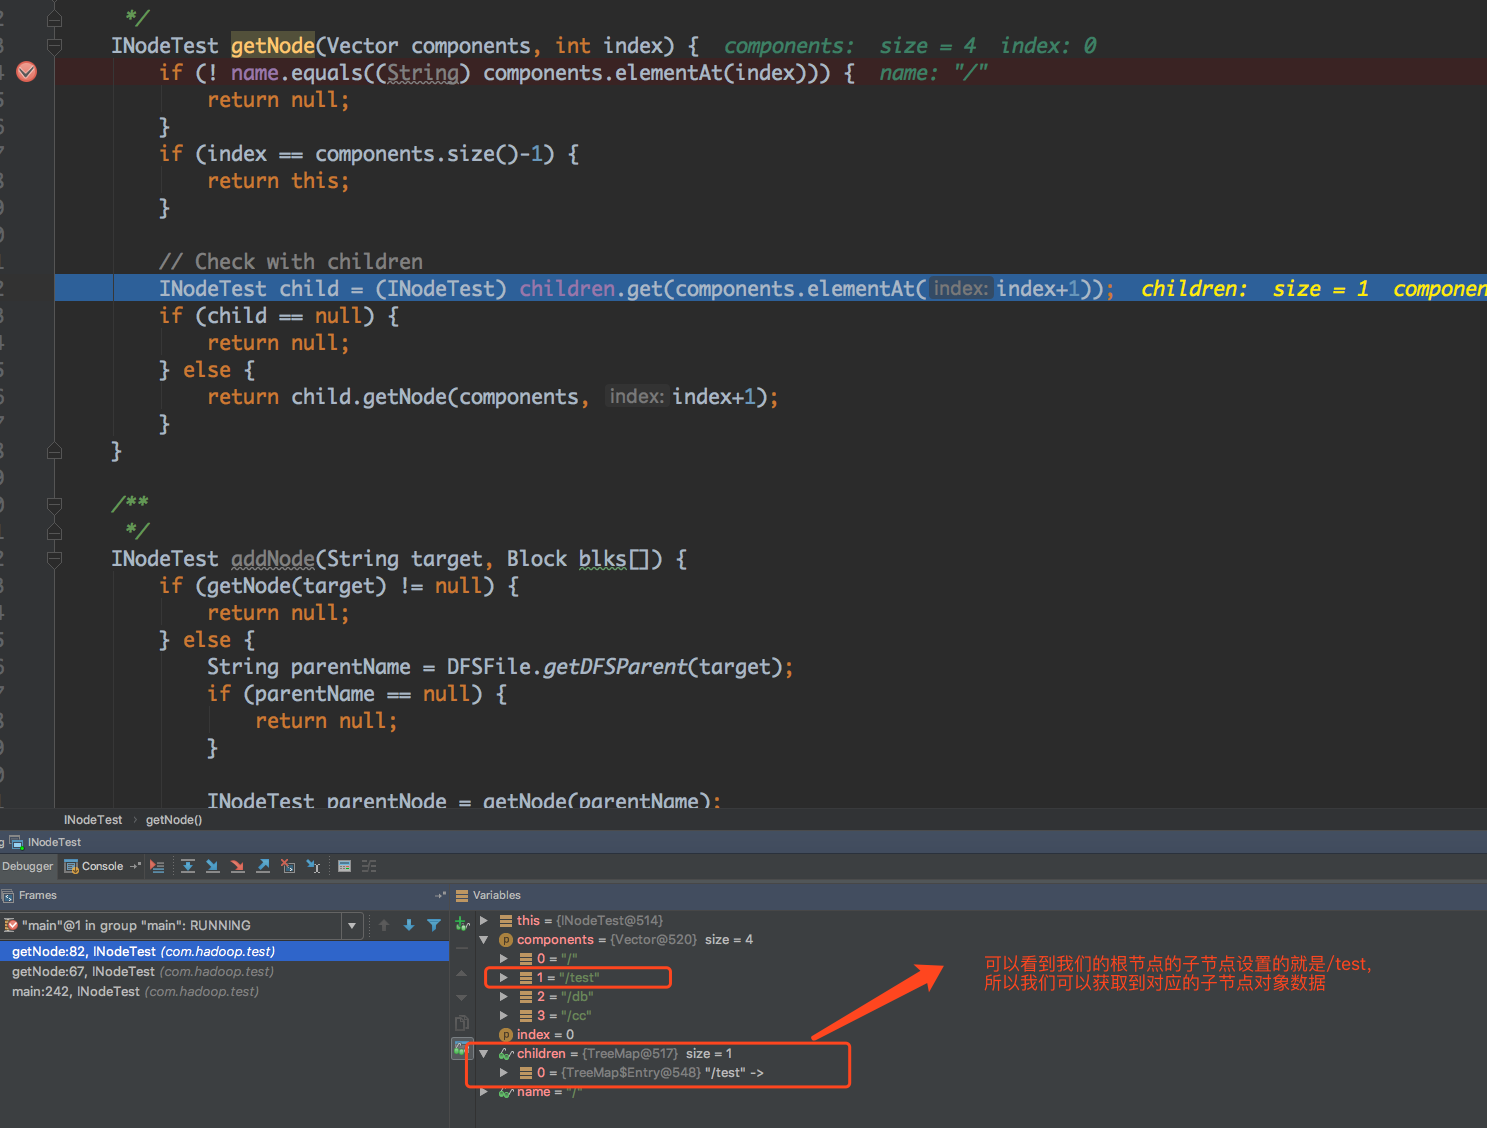 */
INodeTest getNode(Vector components, int index) {  components:  size = 4  index: 0
if (! name.equals((String) components.elementAt(index))) {  name: "/"
return null;
}
if (index == components.size()-1) {
return this;
}
// Check with children
INodeTest child = (INodeTest) children.get(components.elementAt( index: index+1));  children:  size = 1  componen
if (child == null) {
return null;
} else {
return child.getNode(components,  index: index+1);
}
}
/**
*/
INodeTest addNode(String target, Block blks[]) {
if (getNode(target) != null) {
return null;
} else {
String parentName = DFSFile.getDFSParent(target);
if (parentName == null) {
return null;
}
INodeTest parentNode = getNode(parentName);
INodeTest › getNode()
INodeTest
Debugger Console
Frames
Variables
"main"@1 in group "main": RUNNING
getNode:82, INodeTest (com.hadoop.test)
getNode:67, INodeTest (com.hadoop.test)
main:242, INodeTest (com.hadoop.test)
this = {INodeTest@514}
components = {Vector@520}  size = 4
0 = "/"
1 = "/test"
2 = "/db"
3 = "/cc"
index = 0
children = {TreeMap@517}  size = 1
0 = {TreeMap$Entry@548} "/test" ->
name = "/"
可以看到我们的根节点的子节点设置的就是/test,
所以我们可以获取到对应的子节点对象数据